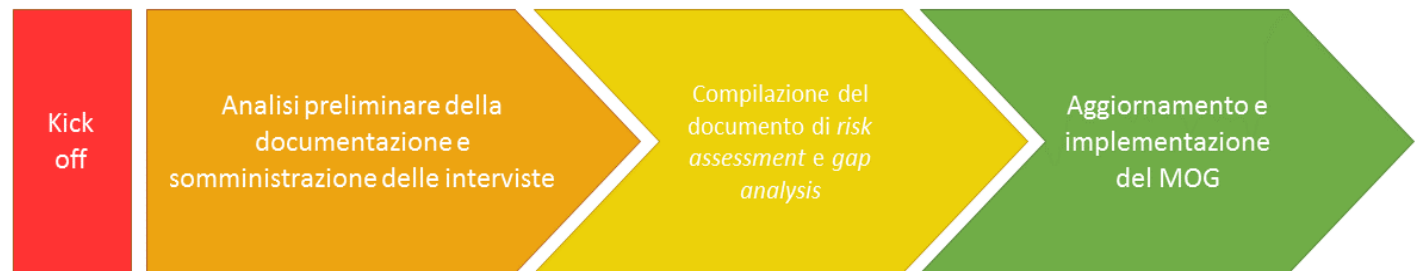 Kick
off
Analisi preliminare della
documentazione e
somministrazione delle interviste
Compilazione del
documento di risk
assessment e gap
analysis
Aggiornamento e
implementazione
del MOG